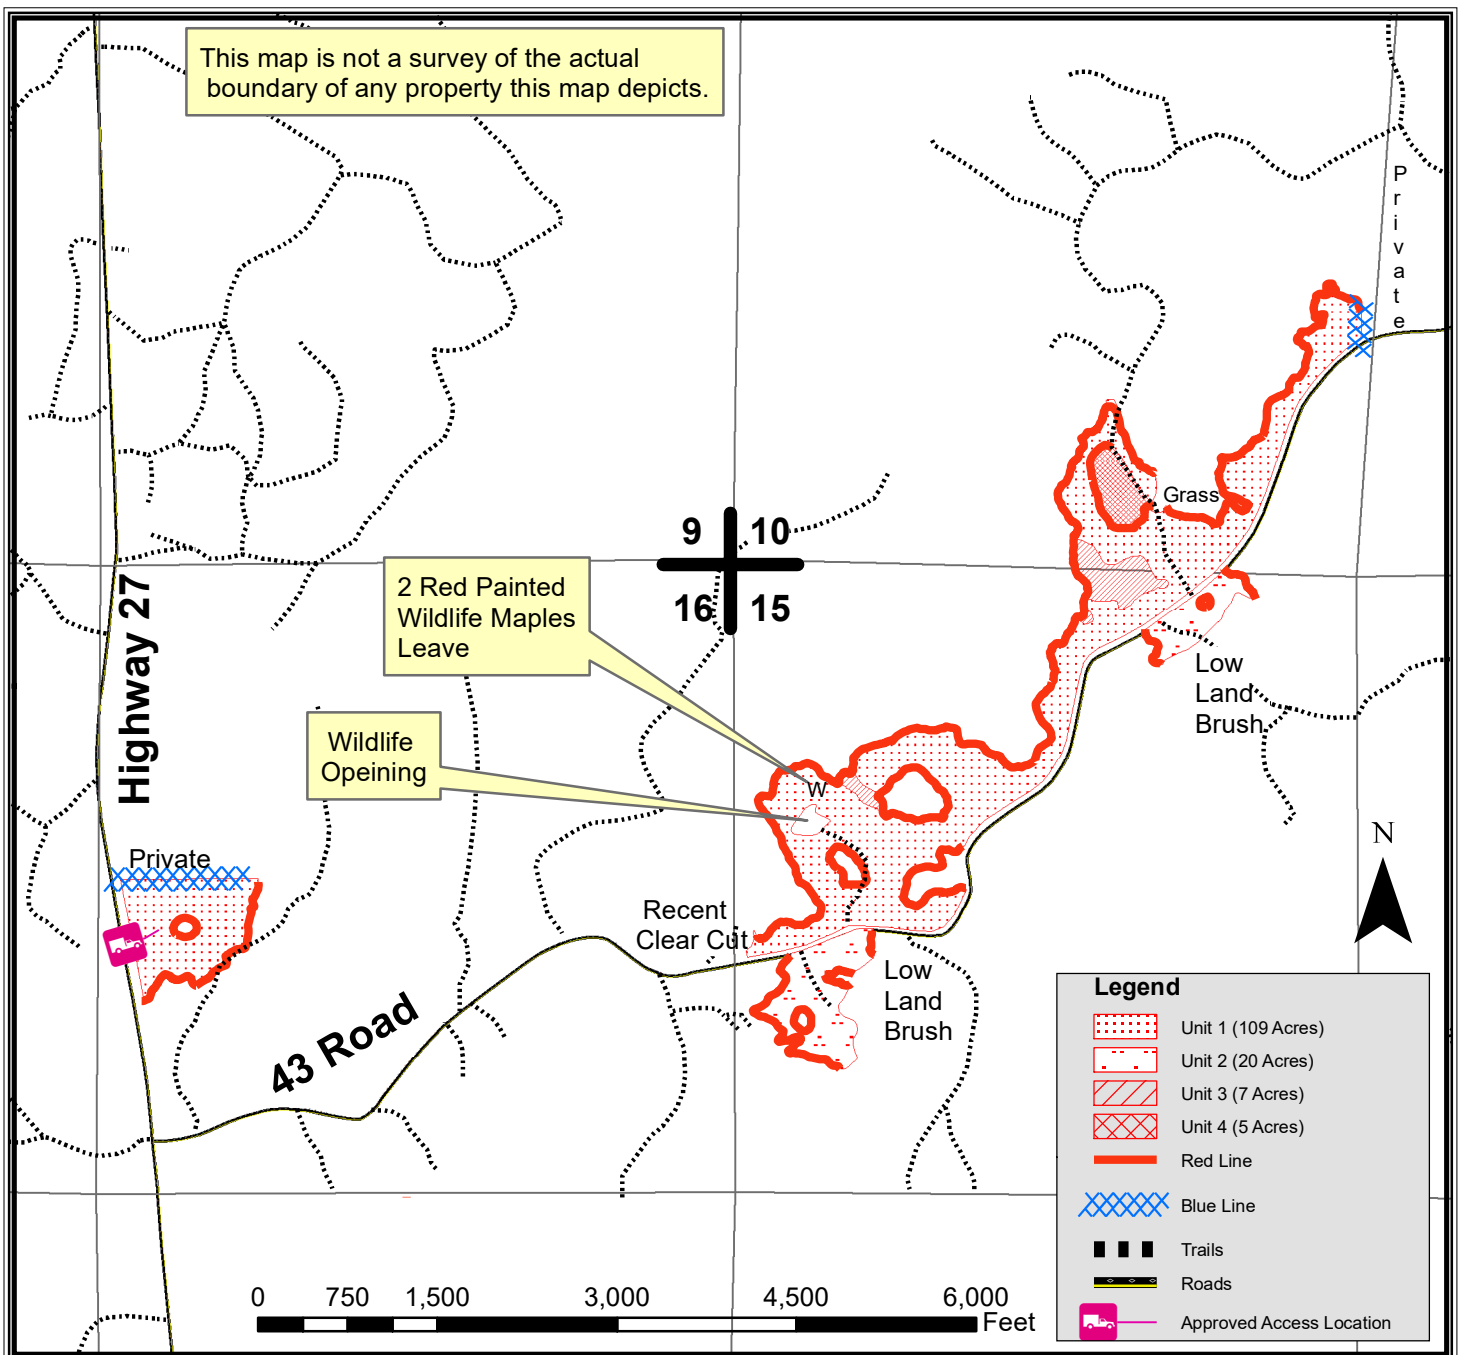 This map is not a survey of the actual
boundary of any property this map depicts.
Private
9 10
16 15
Grass
2 Red Painted
Wildlife Maples
Leave
Highway 27
Low
Land
Brush
Wildlife
Opeining
W
Private
Recent
Clear Cut
Low
Land
Brush
43 Road
N
Legend
Unit 1 (109 Acres)
Unit 2 (20 Acres)
Unit 3 (7 Acres)
Unit 4 (5 Acres)
Red Line
Blue Line
Trails
Roads
Approved Access Location
0 750 1,500 3,000 4,500 6,000
Feet